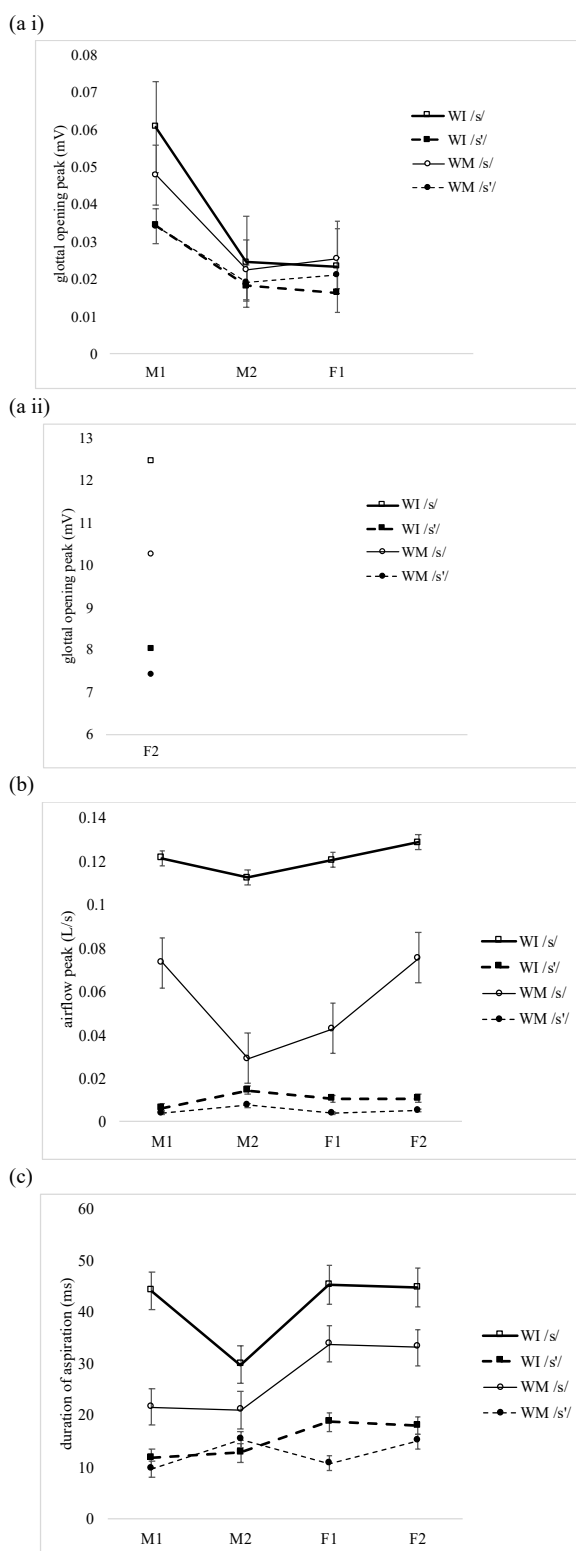 (a i)
0.08
0.07
0.06
0.05
0.04
0.03
0.02
0.01
0
glottal opening peak (mV)
M1 M2 F1
WI /s/
WI /s'/
WM /s/
WM /s'/
(a ii)
13
12
11
10
9
8
7
6
glottal opening peak (mV)
F2
WI /s/
WI /s'/
WM /s/
WM /s'/
(b)
0.14
0.12
0.1
0.08
0.06
0.04
0.02
0
airflow peak (L/s)
M1 M2 F1 F2
WI /s/
WI /s'/
WM /s/
WM /s'/
(c)
60
50
40
30
20
10
0
duration of aspiration (ms)
M1 M2 F1 F2
WI /s/
WI /s'/
WM /s/
WM /s'/